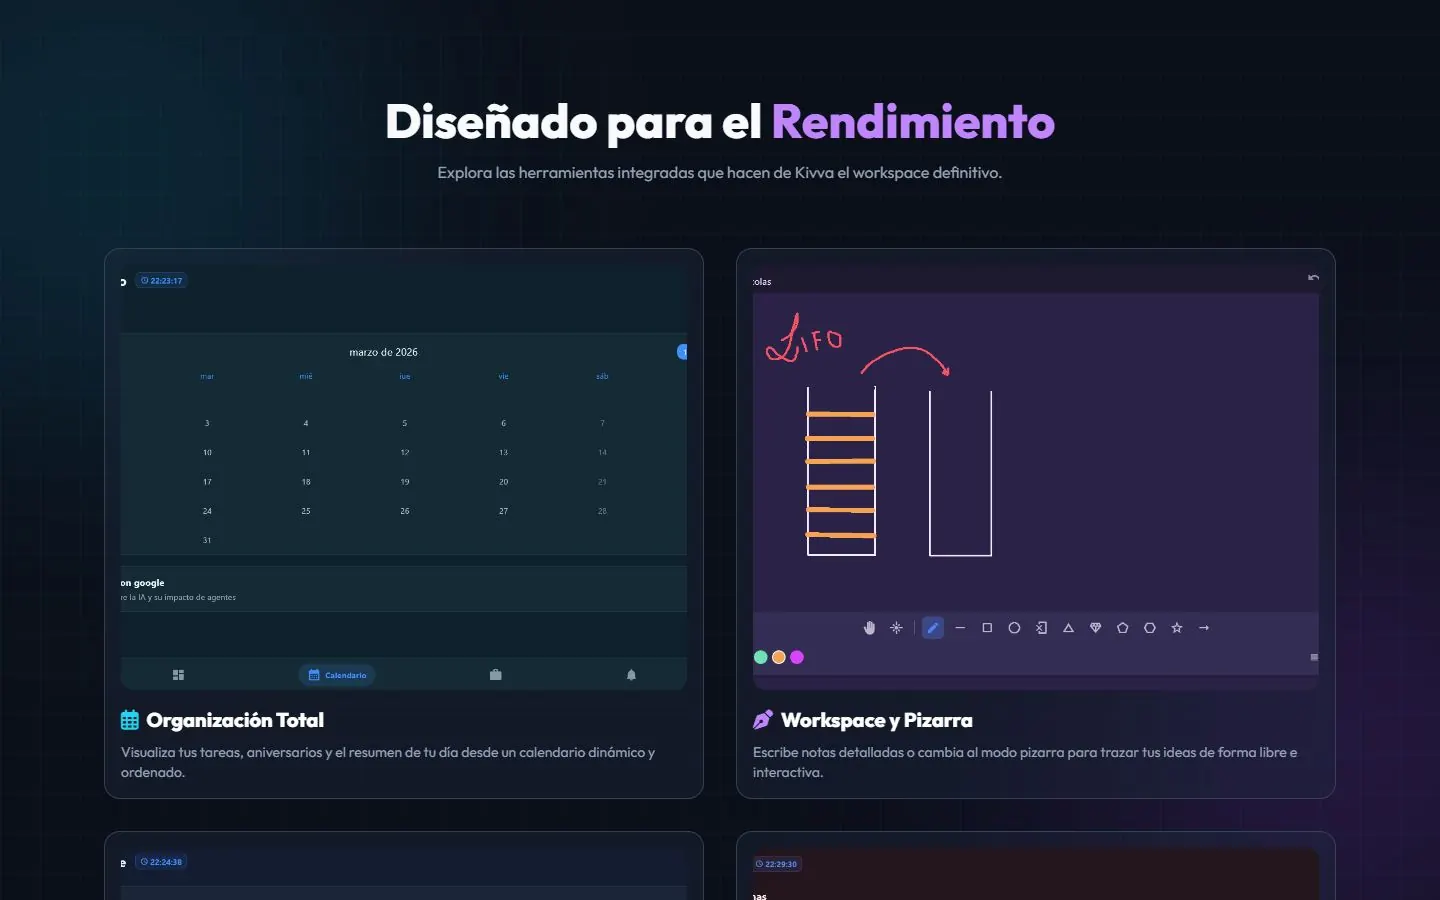 Diseñado para el Rendimiento
Explora las herramientas integradas que hacen de Kivva el workspace definitivo.
o 22:23:17
marzo de 2026
mar mié jue vie sáb
3 4 5 6 7
10 11 12 13 14
17 18 19 20 21
24 25 26 27 28
31
on google
re la IA y su impacto de agentes
Calendario
Organización Total
Visualiza tus tareas, aniversarios y el resumen de tu día desde un calendario dinámico y
ordenado.
colas
LIFO
Workspace y Pizarra
Escribe notas detalladas o cambia al modo pizarra para trazar tus ideas de forma libre e
interactiva.
e 22:24:38
22:29:30
nas